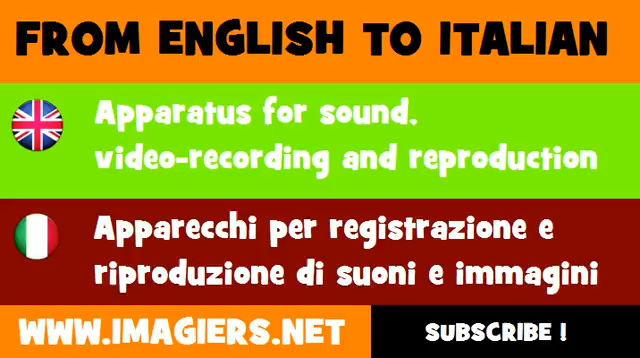 FROM ENGLISH TO ITALIAN
Apparatus for sound,
video-recording and reproduction
Apparecchi per registrazione e
riproduzione di suoni e immagini
WWW.IMAGIERS.NET
SUBSCRIBE !